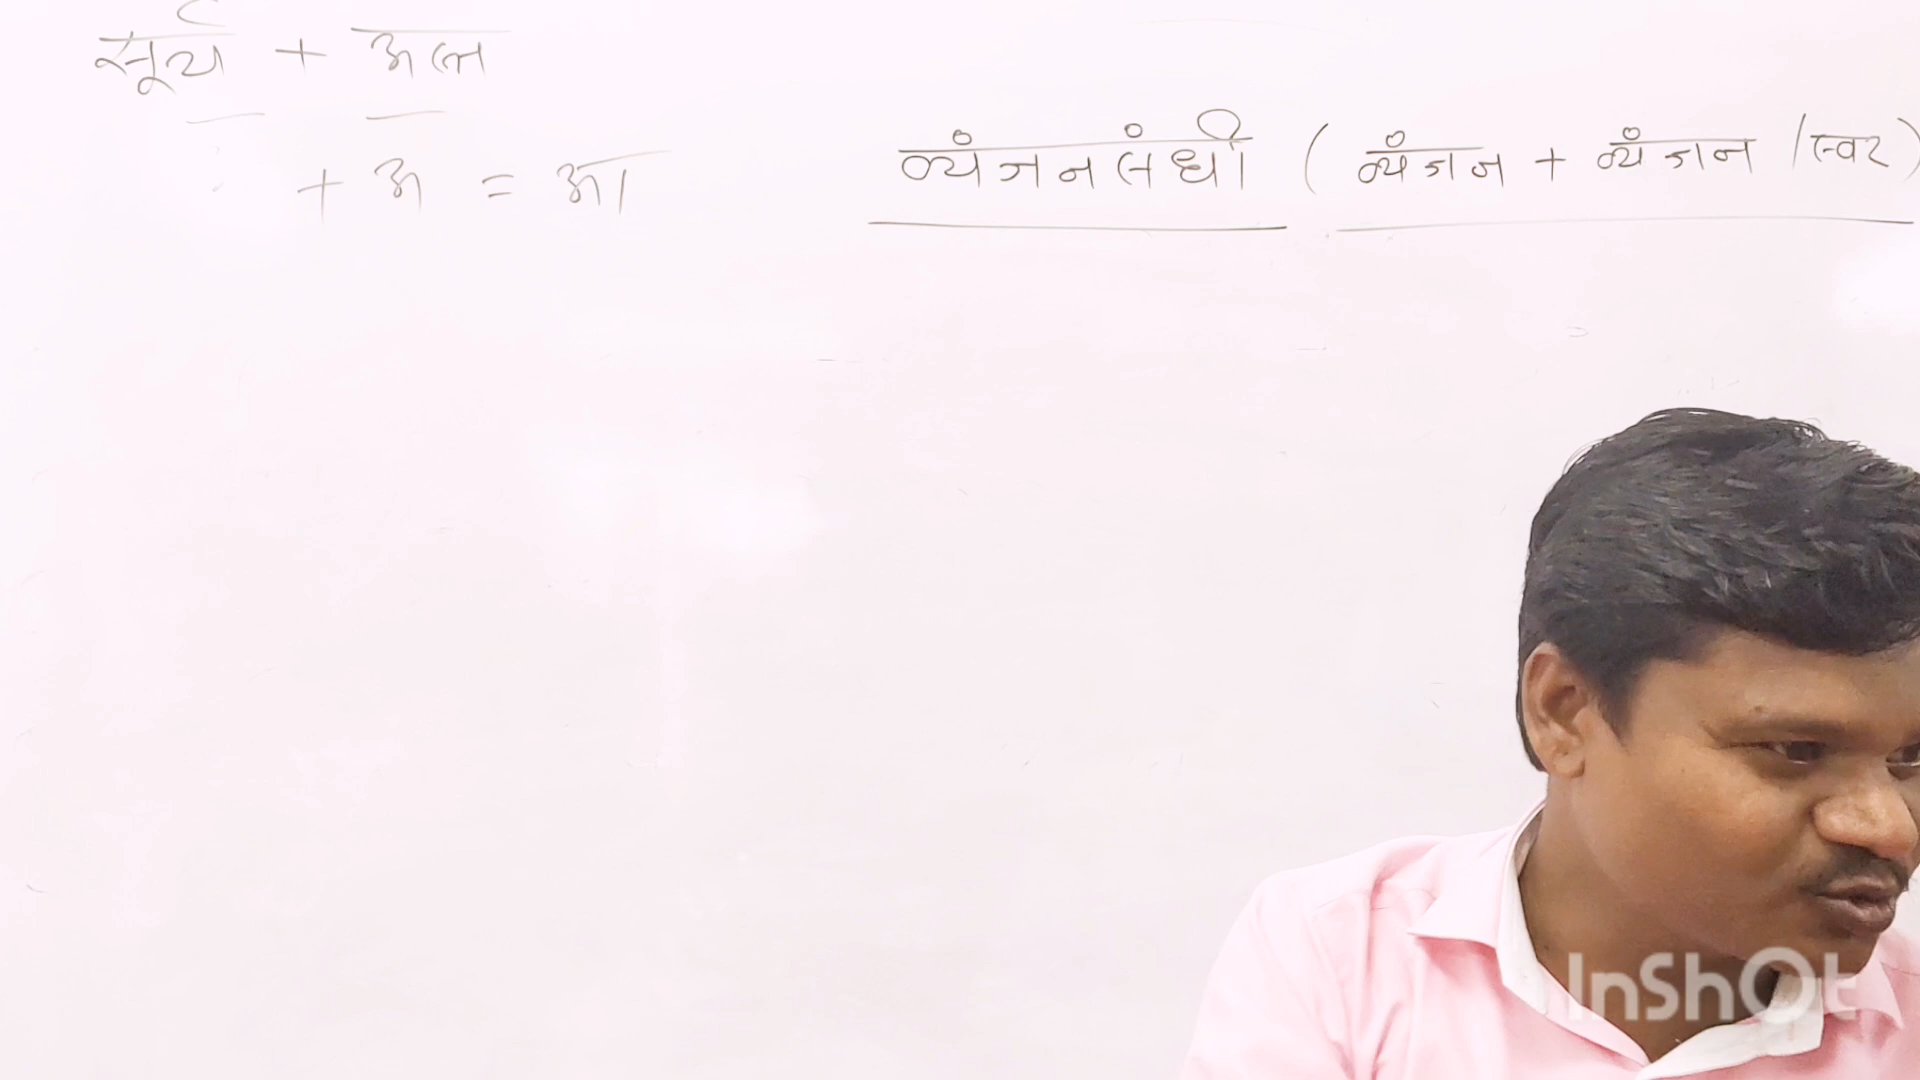 सूर्य + अस्त
+ अ = आ
व्यंजनसंधी ( व्यंजन + व्यंजन / स्वर )
InShOt